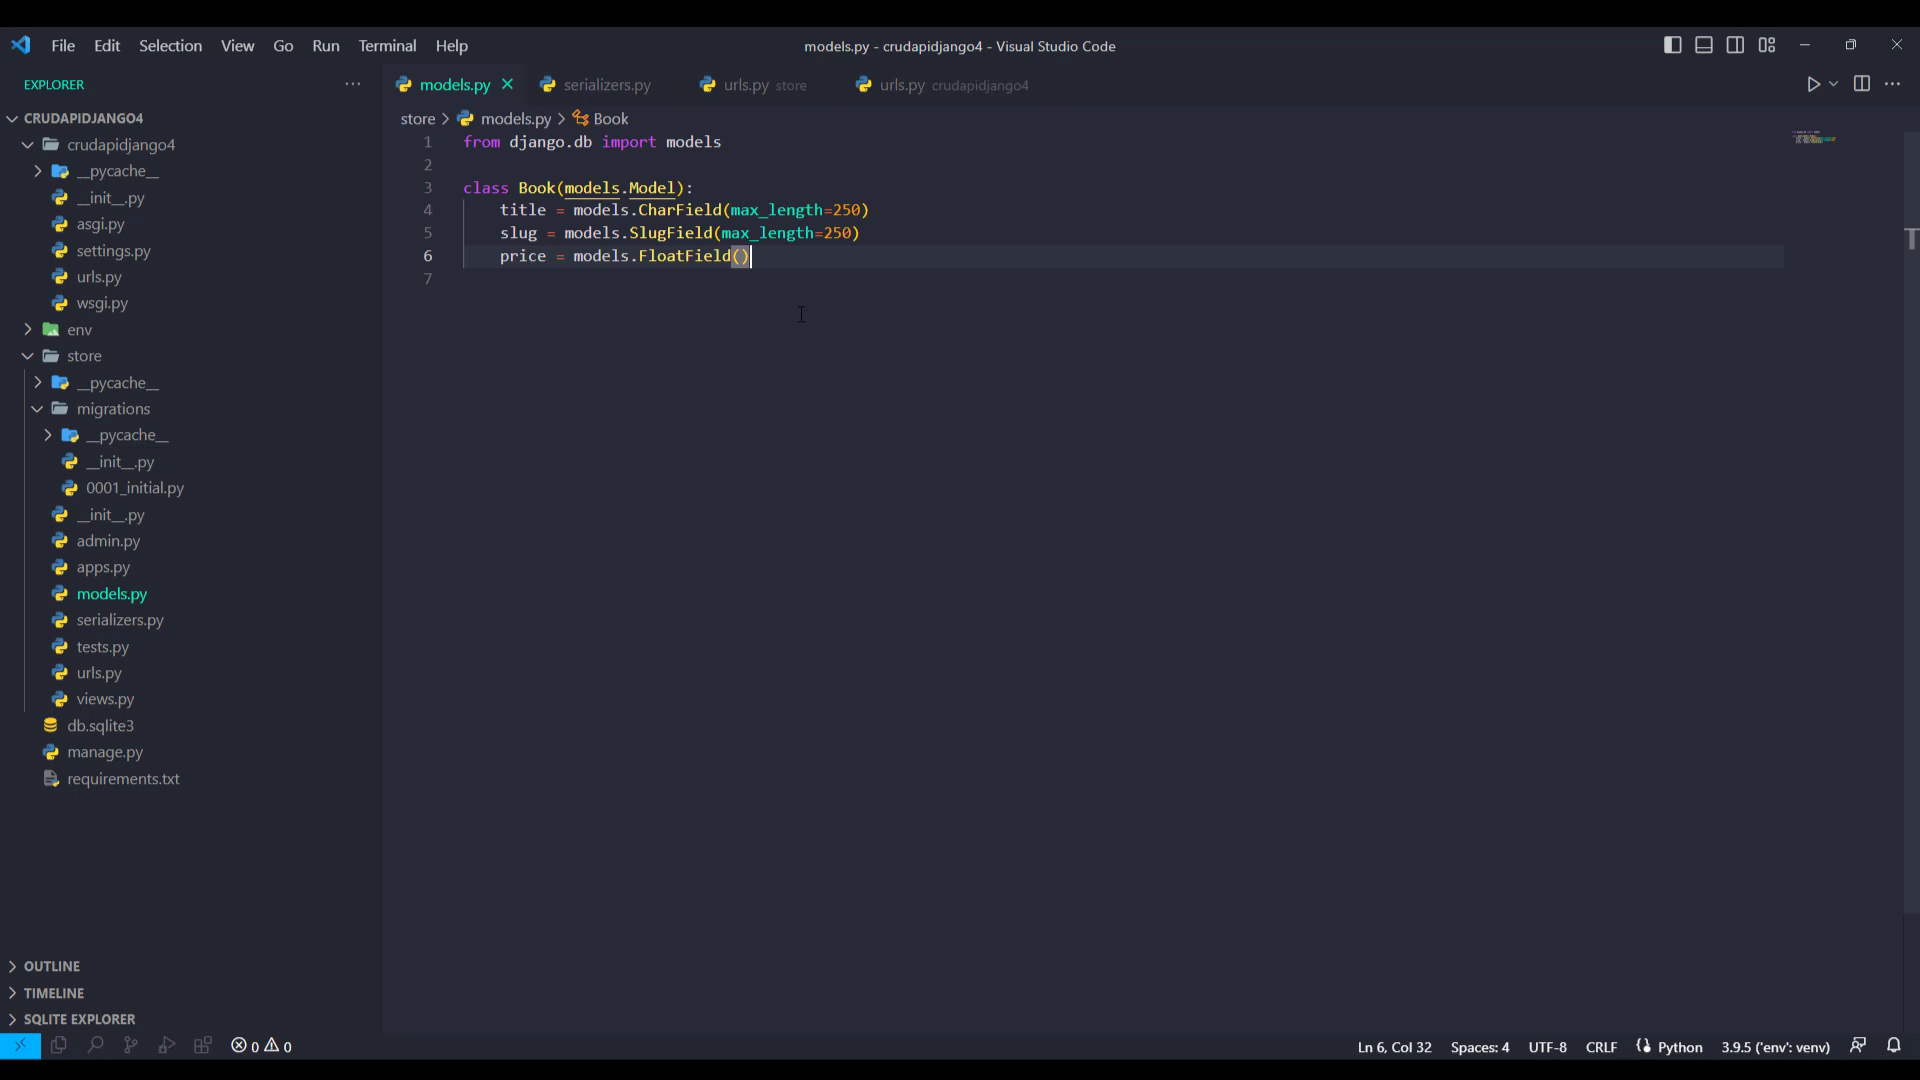 File Edit Selection View Go Run Terminal Help
models.py - crudapidjango4 - Visual Studio Code
EXPLORER
CRUDAPIDJANGO4
crudapidjango4
__pycache__
__init__.py
asgi.py
settings.py
urls.py
wsgi.py
env
store
__pycache__
migrations
__pycache__
__init__.py
0001_initial.py
__init__.py
admin.py
apps.py
models.py
serializers.py
tests.py
urls.py
views.py
db.sqlite3
manage.py
requirements.txt
OUTLINE
TIMELINE
SQLITE EXPLORER
models.py serializers.py urls.py store urls.py crudapidjango4
store > models.py > Book
1 from django.db import models
2
3 class Book(models.Model):
4     title = models.CharField(max_length=250)
5     slug = models.SlugField(max_length=250)
6     price = models.FloatField()
7
T
0 0
Ln 6, Col 32 Spaces: 4 UTF-8 CRLF Python 3.9.5 ('env': venv)